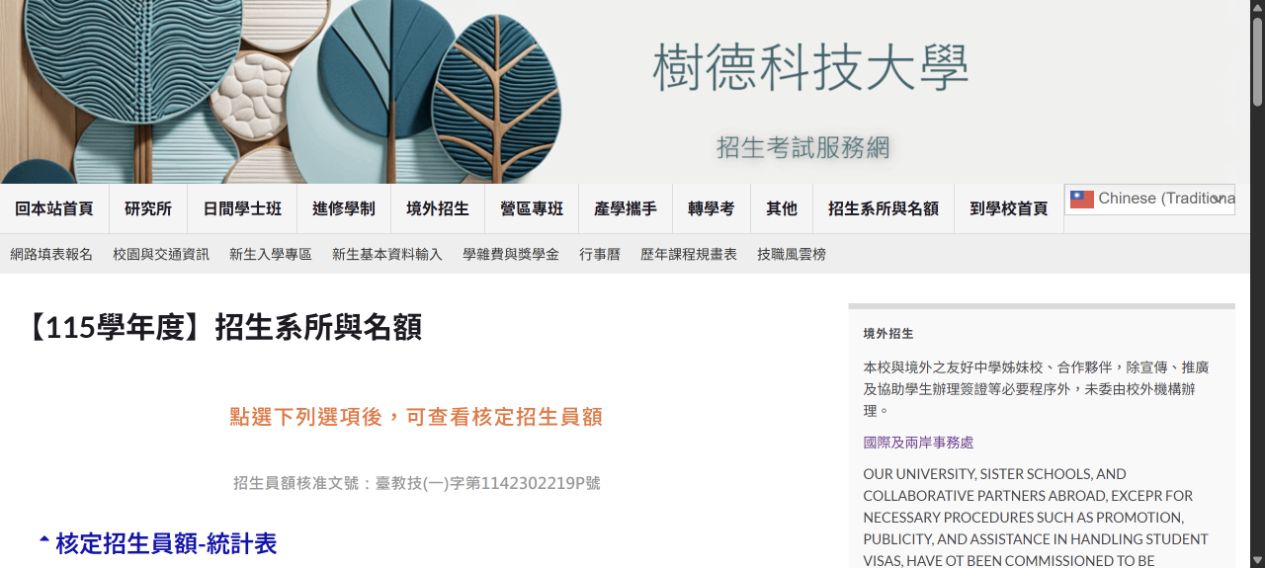 樹德科技大學
招生考試服務網
回本站首頁 研究所 日間學士班 進修學制 境外招生 營區專班 產學攜手 轉學考 其他 招生系所與名額 到學校首頁 Chinese (Traditiona
網路填表報名 校園與交通資訊 新生入學專區 新生基本資料輸入 學雜費與獎學金 行事曆 歷年課程規畫表 技職風雲榜
【115學年度】招生系所與名額
點選下列選項後，可查看核定招生員額
招生員額核准文號：臺教技(一)字第1142302219P號
核定招生員額-統計表
境外招生
本校與境外之友好中學姊妹校、合作夥伴，除宣傳、推廣
及協助學生辦理簽證等必要程序外，未委由校外機構辦
理。
國際及兩岸事務處
OUR UNIVERSITY, SISTER SCHOOLS, AND
COLLABORATIVE PARTNERS ABROAD, EXCEPR FOR
NECESSARY PROCEDURES SUCH AS PROMOTION,
PUBLICITY, AND ASSISTANCE IN HANDLING STUDENT
VISAS, HAVE OT BEEN COMMISSIONED TO BE